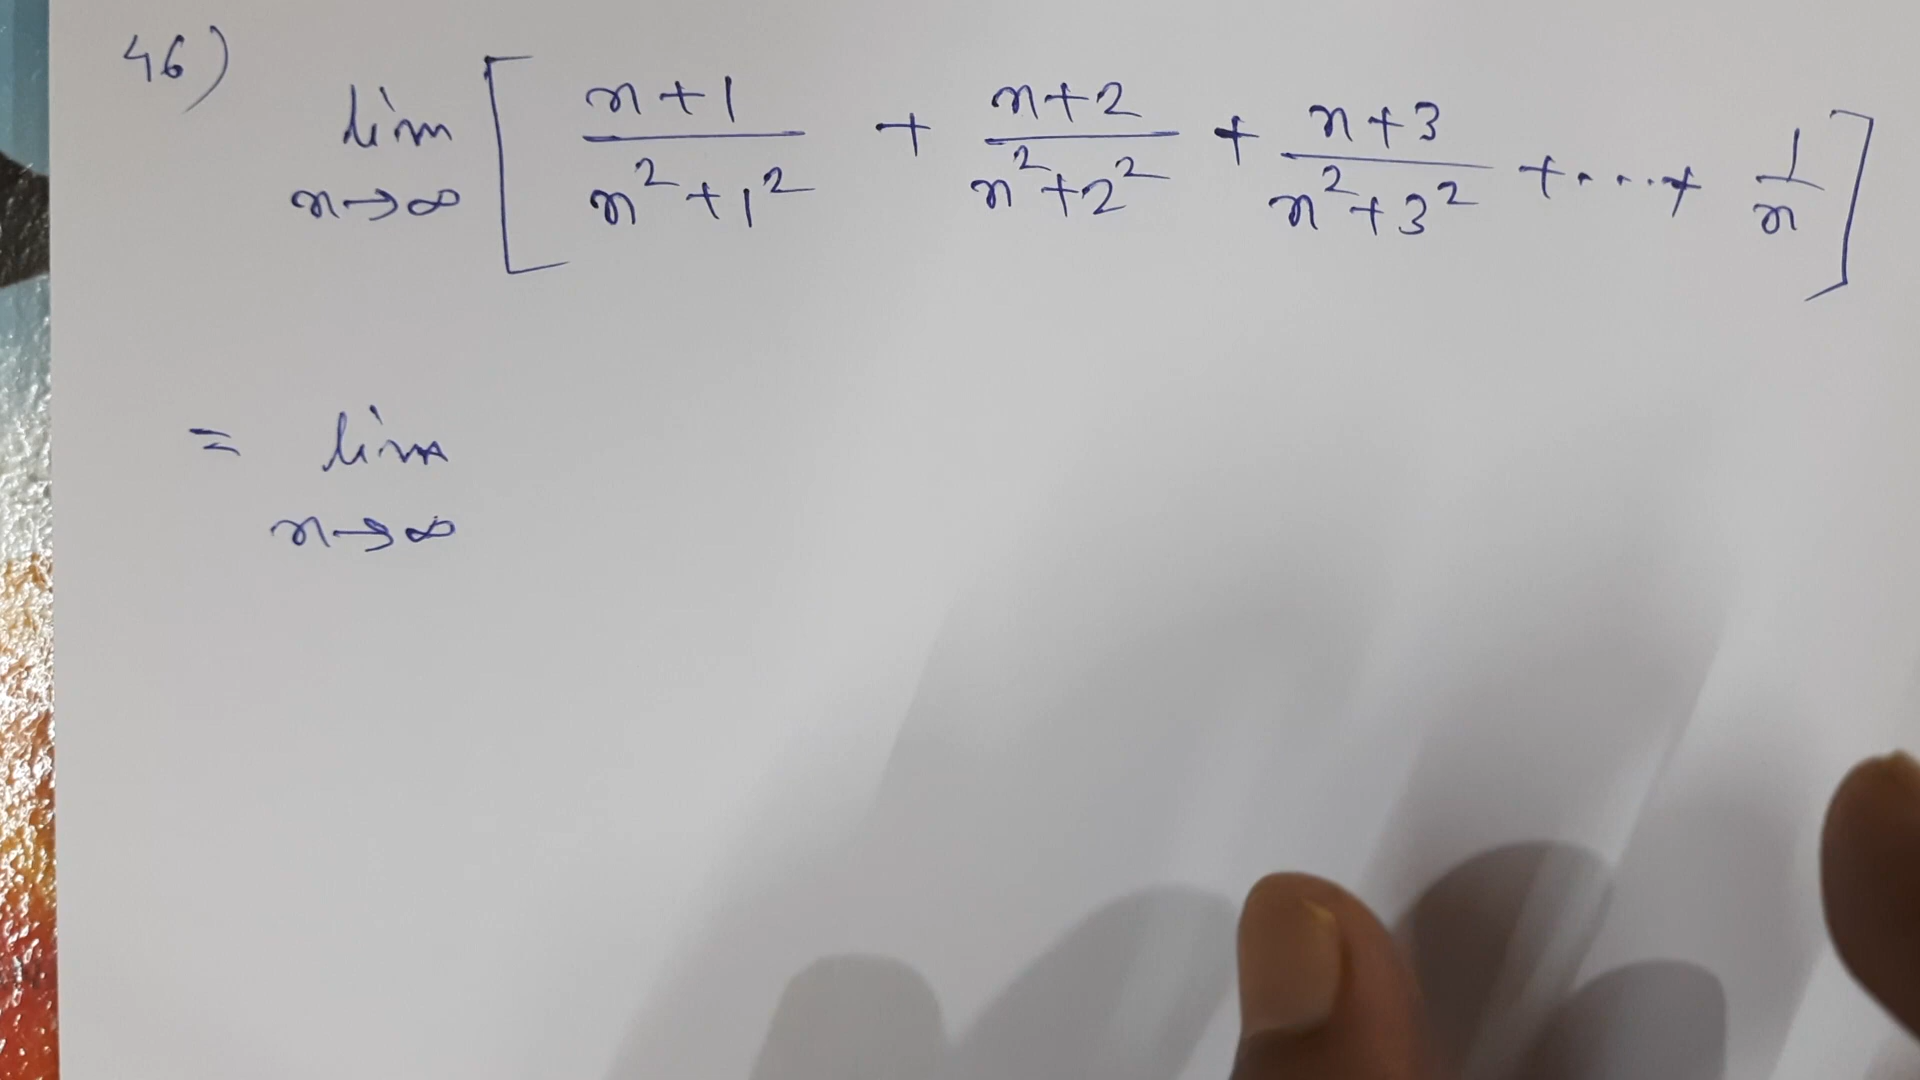 46)
lim n→∞ [ (n+1)/(n²+1²) + (n+2)/(n²+2²) + (n+3)/(n²+3²) + ..... + 1/n ]
= lim n→∞